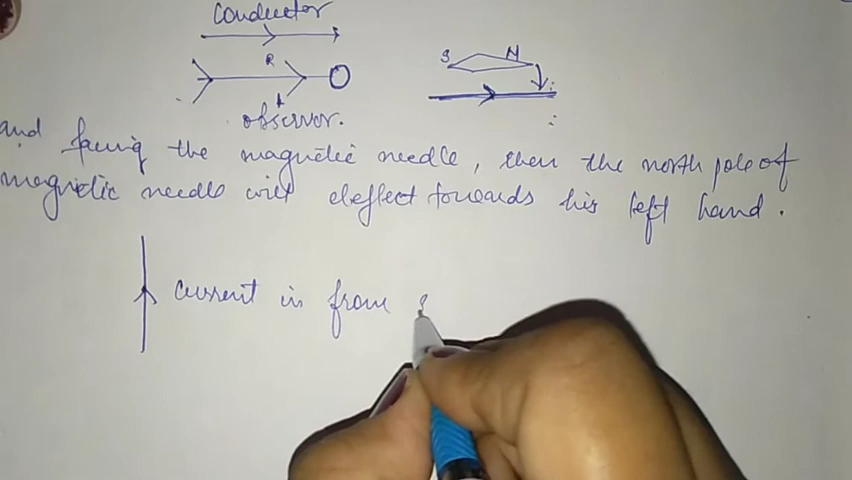 conductor
R
L
S N
observer.
and facing the magnetic needle, then the north pole of
magnetic needle will deflect towards his left hand.
current is from S